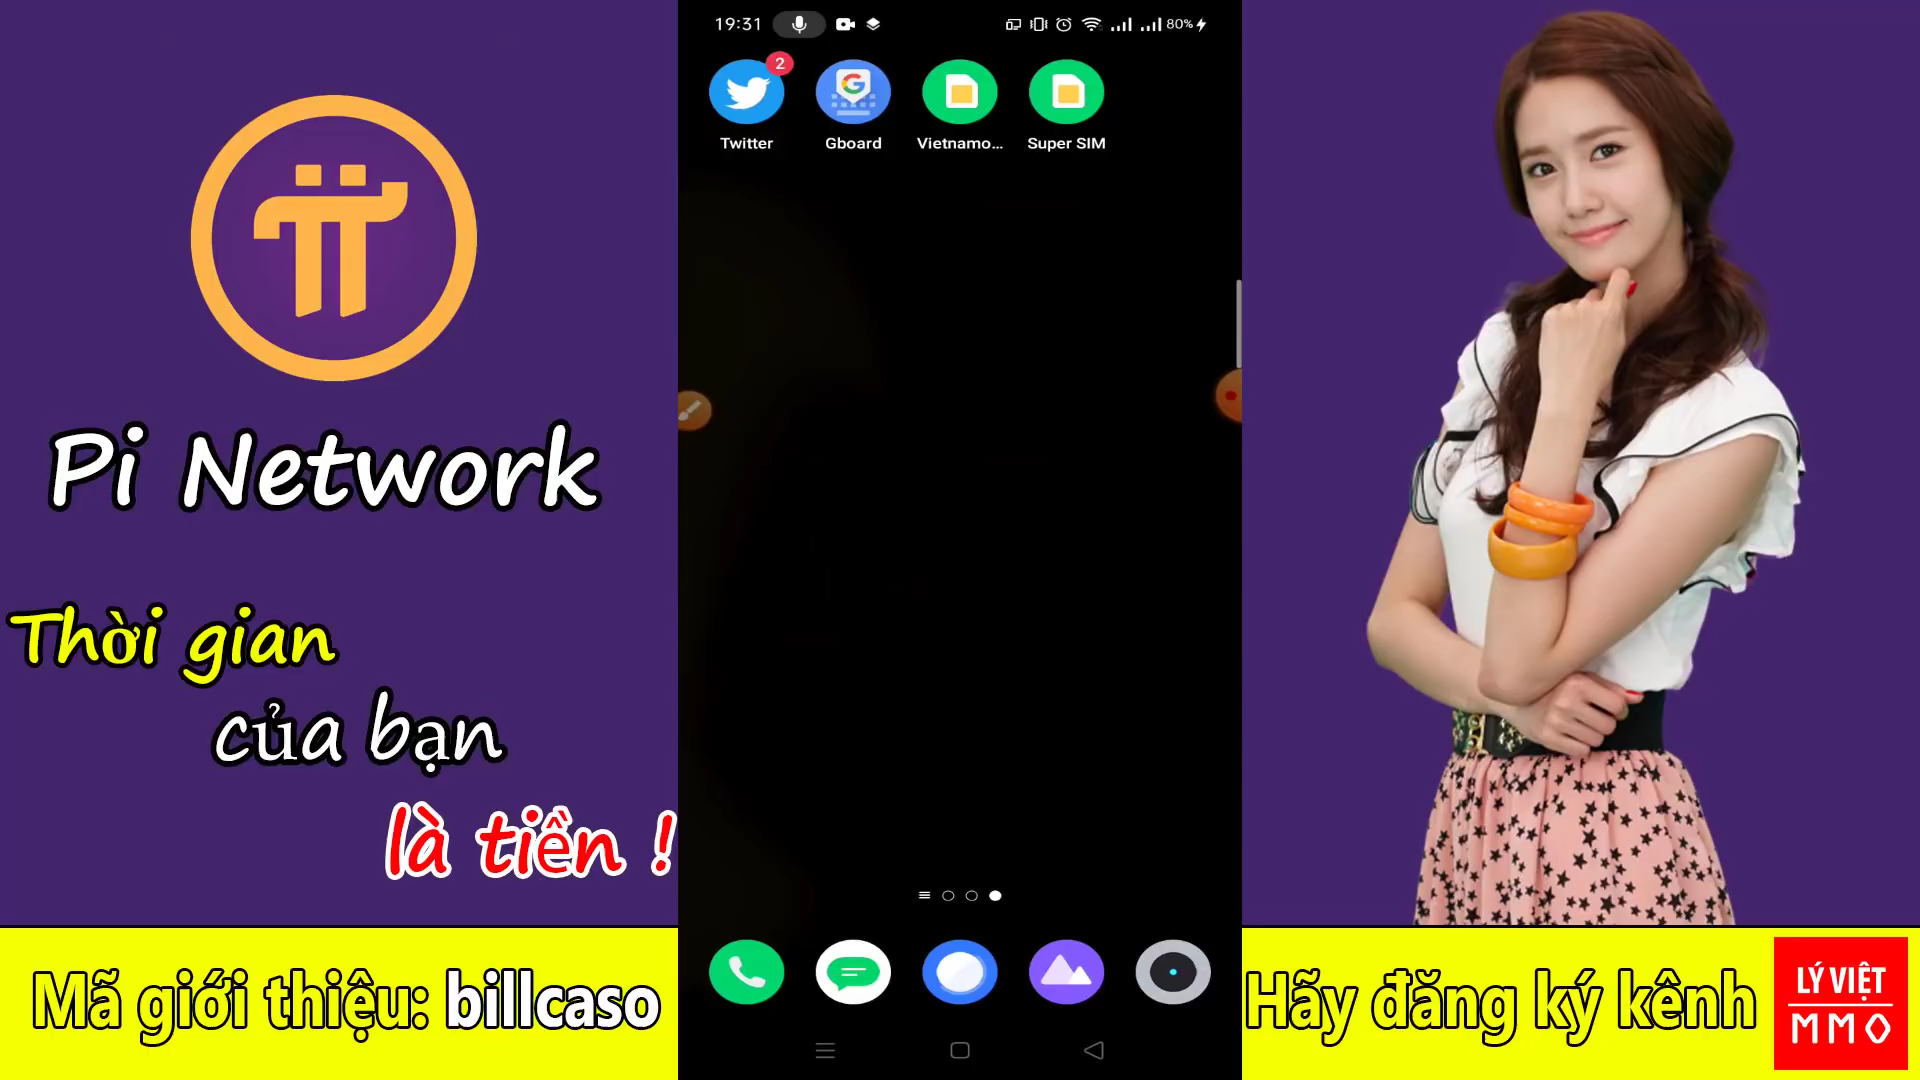 Pi Network
Thời gian
của bạn
là tiền !
Mã giới thiệu: billcaso
19:31
80%
2
Twitter
Gboard
Vietnamo...
Super SIM
Hãy đăng ký kênh
LÝ VIỆT
MMO